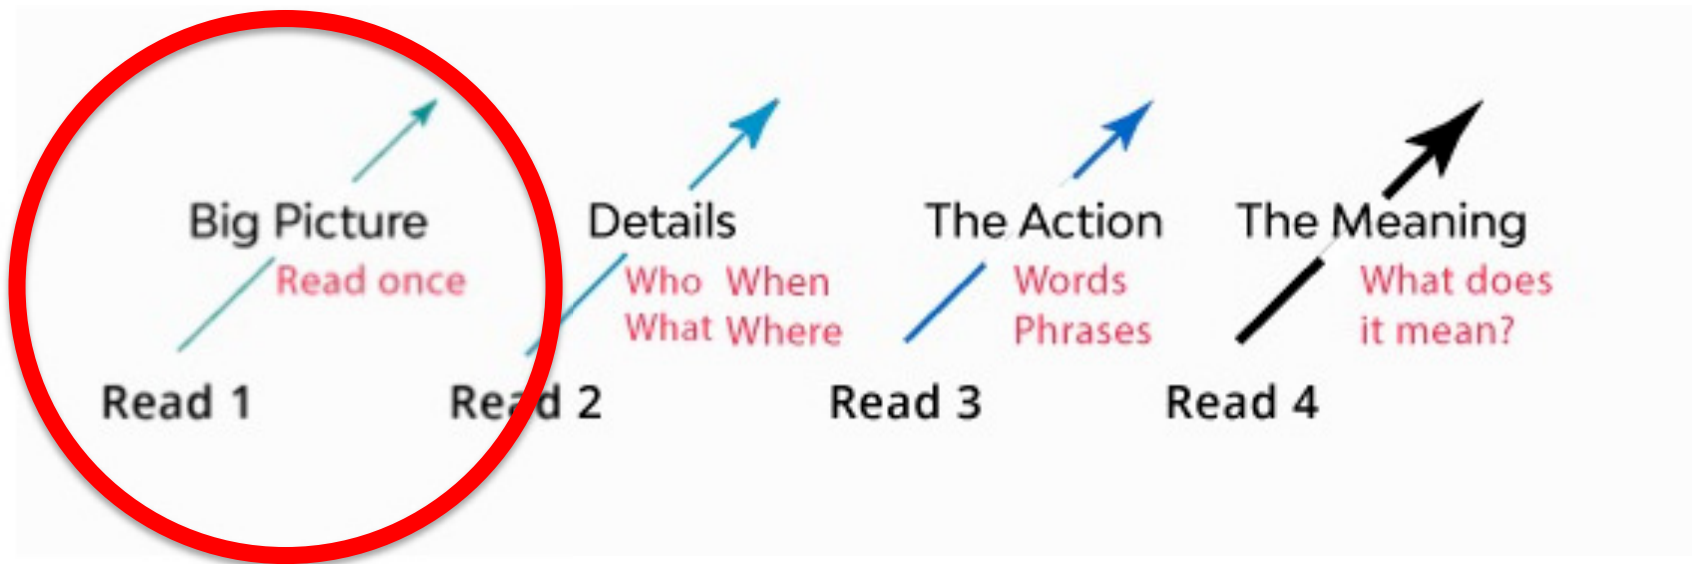 Big Picture
Read once
Read 1
Details
Who When
What Where
Read 2
The Action
Words
Phrases
Read 3
The Meaning
What does
it mean?
Read 4